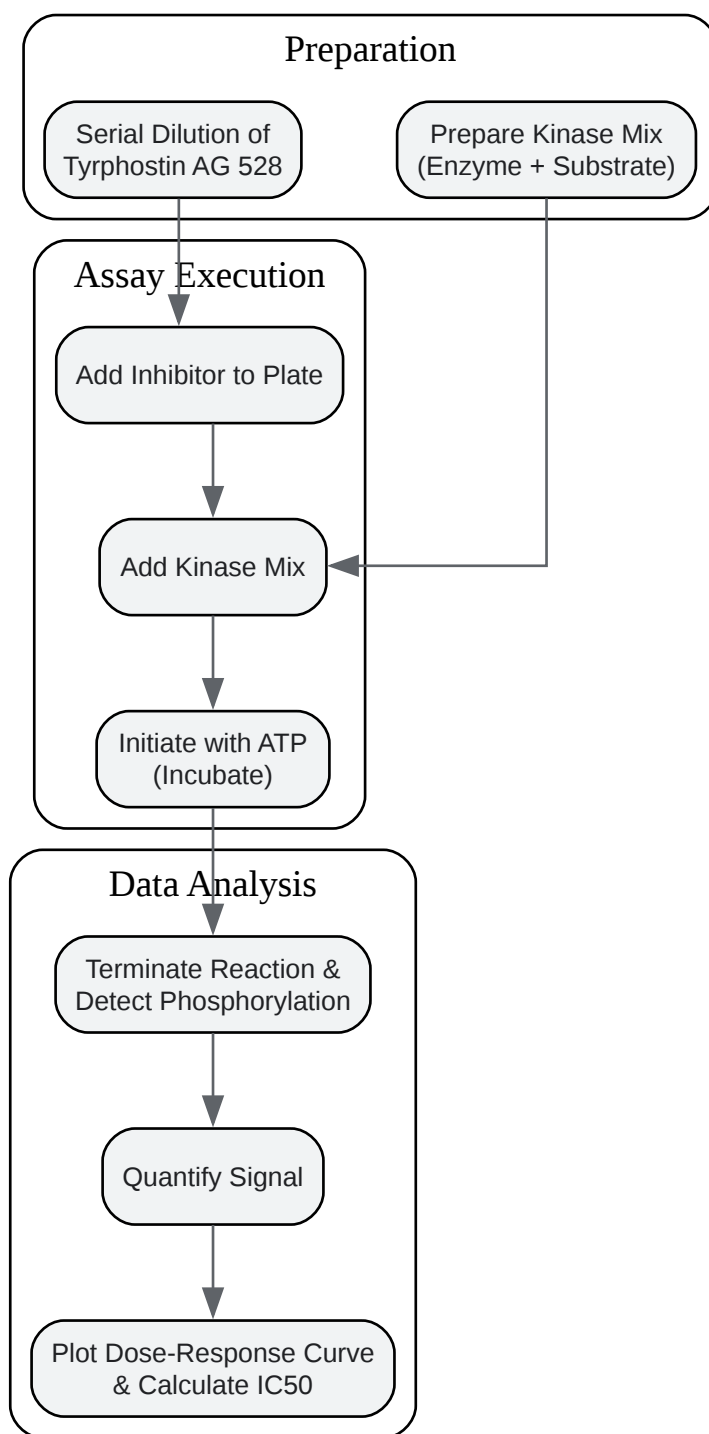 Preparation
Serial Dilution of
Tyrphostin AG 528
Prepare Kinase Mix
(Enzyme + Substrate)
Assay Execution
Add Inhibitor to Plate
Add Kinase Mix
Initiate with ATP
(Incubate)
Data Analysis
Terminate Reaction &
Detect Phosphorylation
Quantify Signal
Plot Dose-Response Curve
& Calculate IC50